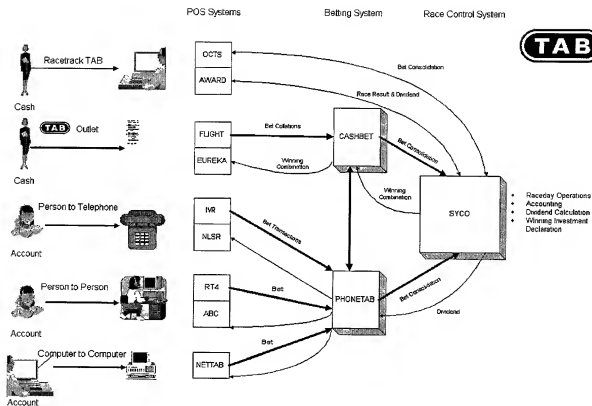 POS Systems
Betting System
Race Control System
TAB
Racetrack TAB
Cash
OCTS
AWARD
Bet Consolidation
Race Result & Dividend
TAB Outlet
Cash
FLIGHT
EUREKA
Bet Collations
Winning
Combination
CASHBET
Bet Consolidation
Winning
Combination
SYCO
Raceday Operations
Accounting
Dividend Calculation
Winning Investment
Declaration
Person to Telephone
Account
IVR
NLSR
Bet Transactions
Person to Person
Account
RT4
ABC
Bet
PHONETAB
Bet Consolidation
Dividend
Computer to Computer
Account
NETTAB
Bet